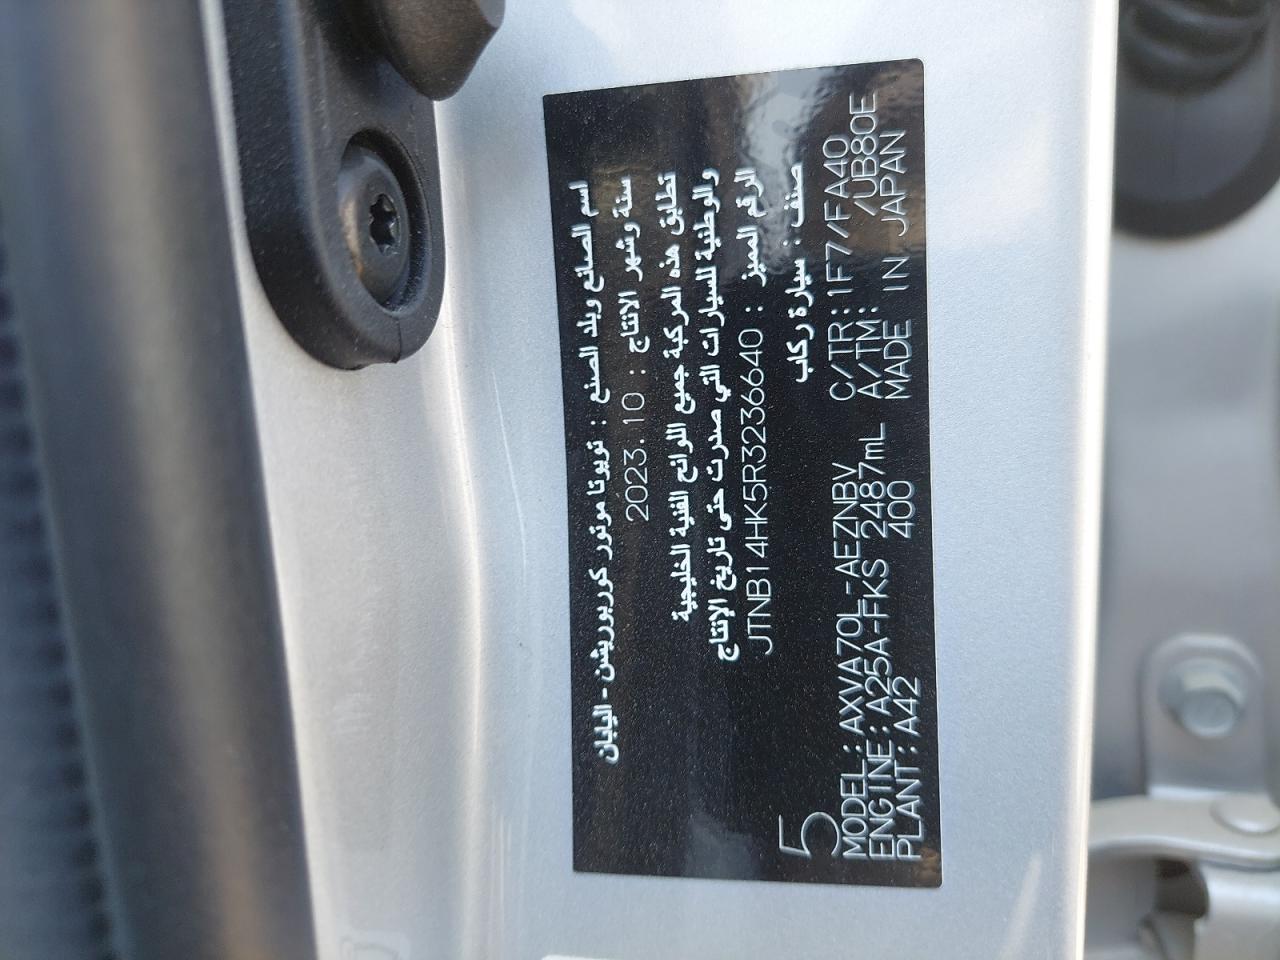 اسم الصانع وبلد الصنع : تويوتا موتور كوربوريشن - اليابان
سنة وشهر الانتاج : 2023.10
تطابق هذه المركبة جميع اللوائح الفنية الخليجية
والوطنية للسيارات التي صدرت حتى تاريخ الإنتاج
الرقم المميز : JTNB14HK5R3236640
صنف : سيارة ركاب
5
MODEL:AXVA70L-AEZNBV C/TR:1F7/FA40
ENGINE:A25A-FKS 2487mL A/TM: /UB80E
PLANT:A42 400 MADE IN JAPAN